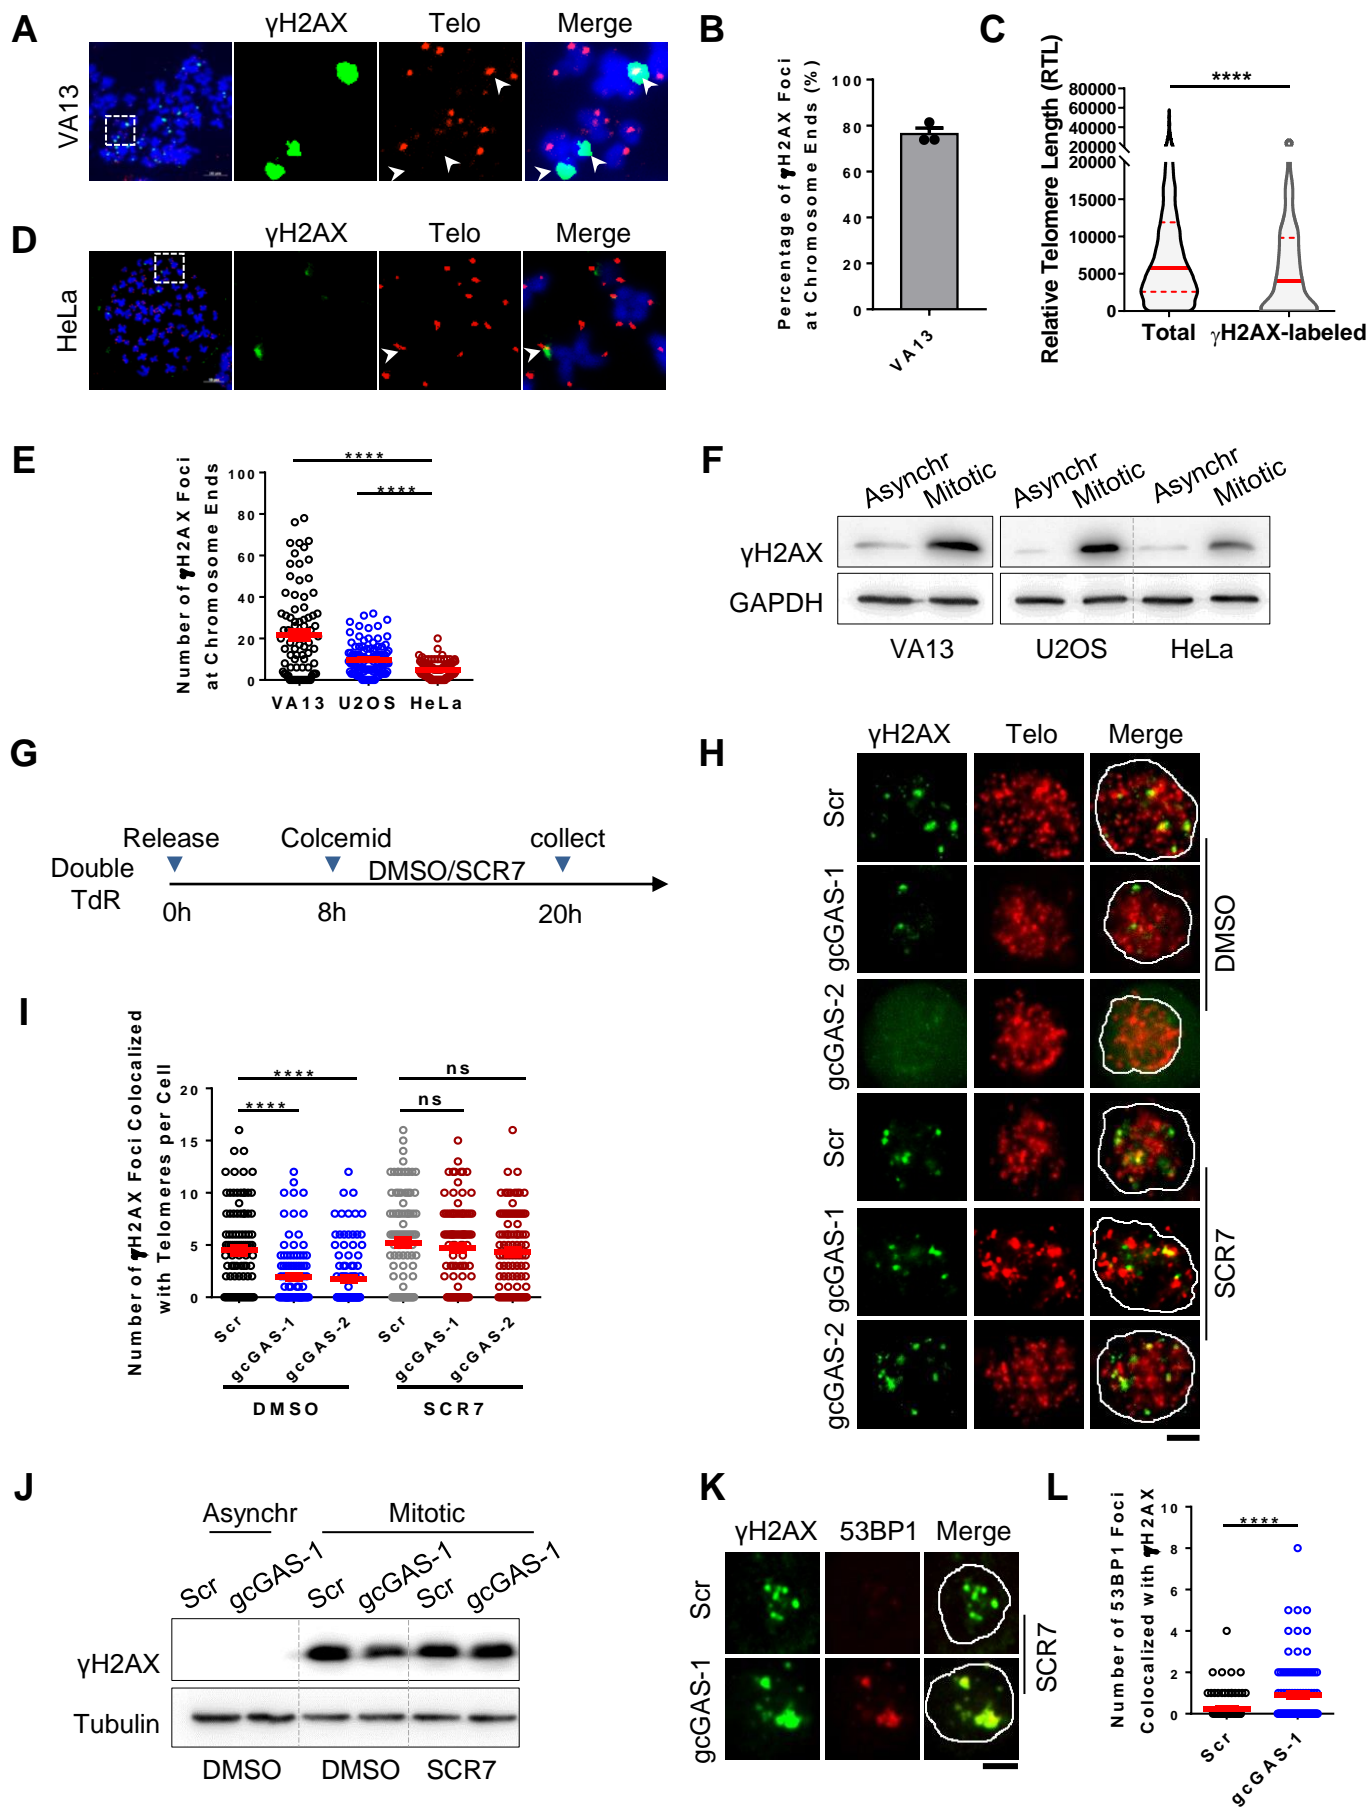 A
γH2AX
Telo
Merge
VA13
B
Percentage of γH2AX Foci
at Chromosome Ends (%)
100
80
60
40
20
0
VA13
C
Relative Telomere Length (RTL)
80000
60000
40000
20000
20000
15000
10000
5000
0
****
Total
γH2AX-labeled
D
γH2AX
Telo
Merge
HeLa
E
Number of γH2AX Foci
at Chromosome Ends
100
80
60
40
20
0
****
****
VA13
U2OS
HeLa
F
Asynchr
Mitotic
Asynchr
Mitotic
Asynchr
Mitotic
γH2AX
GAPDH
VA13
U2OS
HeLa
G
Release
Colcemid
collect
Double
TdR
DMSO/SCR7
0h
8h
20h
H
γH2AX
Telo
Merge
Scr
gcGAS-1
gcGAS-2
DMSO
Scr
gcGAS-1
gcGAS-2
SCR7
I
Number of γH2AX Foci Colocalized
with Telomeres per Cell
20
15
10
5
0
****
****
ns
ns
Scr
gcGAS-1
gcGAS-2
Scr
gcGAS-1
gcGAS-2
DMSO
SCR7
J
Asynchr
Mitotic
Scr
gcGAS-1
Scr
gcGAS-1
Scr
gcGAS-1
γH2AX
Tubulin
DMSO
DMSO
SCR7
K
γH2AX
53BP1
Merge
Scr
gcGAS-1
SCR7
L
Number of 53BP1 Foci
Colocalized with γH2AX
10
8
6
4
2
0
****
Scr
gcGAS-1